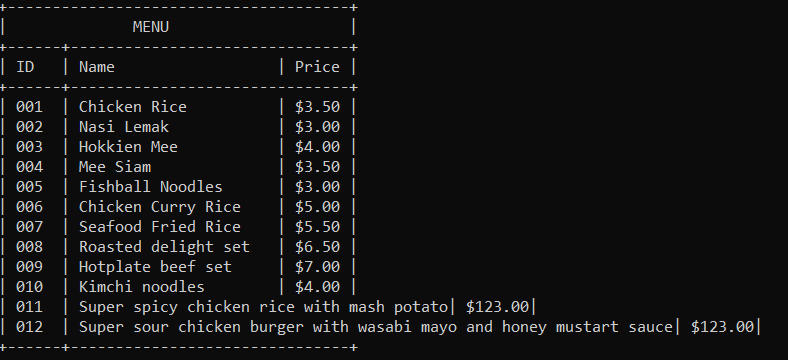 +--------------------------------------+
|              MENU                    |
+------+-------------------------------+
| ID   | Name                  | Price |
+------+-------------------------------+
| 001  | Chicken Rice          | $3.50 |
| 002  | Nasi Lemak            | $3.00 |
| 003  | Hokkien Mee           | $4.00 |
| 004  | Mee Siam              | $3.50 |
| 005  | Fishball Noodles      | $3.00 |
| 006  | Chicken Curry Rice    | $5.00 |
| 007  | Seafood Fried Rice    | $5.50 |
| 008  | Roasted delight set   | $6.50 |
| 009  | Hotplate beef set     | $7.00 |
| 010  | Kimchi noodles        | $4.00 |
| 011  | Super spicy chicken rice with mash potato| $123.00|
| 012  | Super sour chicken burger with wasabi mayo and honey mustart sauce| $123.00|
+------+-------------------------------+